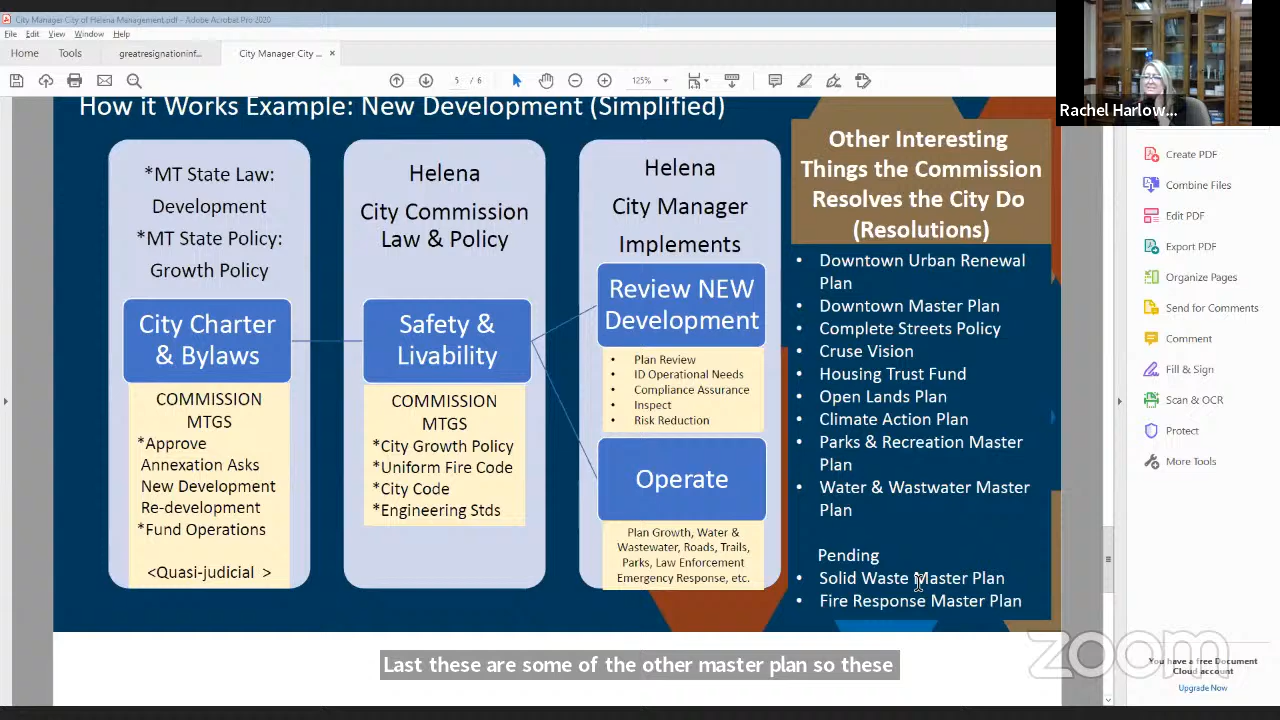 City Manager City of Helena Management.pdf - Adobe Acrobat Pro 2020
File Edit View Window Help
Home Tools greatresignationinf... City Manager City ... ×
5 / 6 125%
How it Works Example: New Development (Simplified)
*MT State Law:
Development
*MT State Policy:
Growth Policy
City Charter
& Bylaws
COMMISSION
MTGS
*Approve
Annexation Asks
New Development
Re-development
*Fund Operations
<Quasi-judicial >
Helena
City Commission
Law & Policy
Safety &
Livability
COMMISSION
MTGS
*City Growth Policy
*Uniform Fire Code
*City Code
*Engineering Stds
Helena
City Manager
Implements
Review NEW
Development
• Plan Review
• ID Operational Needs
• Compliance Assurance
• Inspect
• Risk Reduction
Operate
Plan Growth, Water &
Wastewater, Roads, Trails,
Parks, Law Enforcement
Emergency Response, etc.
Other Interesting
Things the Commission
Resolves the City Do
(Resolutions)
• Downtown Urban Renewal
Plan
• Downtown Master Plan
• Complete Streets Policy
• Cruse Vision
• Housing Trust Fund
• Open Lands Plan
• Climate Action Plan
• Parks & Recreation Master
Plan
• Water & Wastwater Master
Plan
Pending
• Solid Waste Master Plan
• Fire Response Master Plan
Rachel Harlow...
Create PDF
Combine Files
Edit PDF
Export PDF
Organize Pages
Send for Comments
Comment
Fill & Sign
Scan & OCR
Protect
More Tools
You have a free Document
Cloud account
Upgrade Now
Last these are some of the other master plan so these
zoom